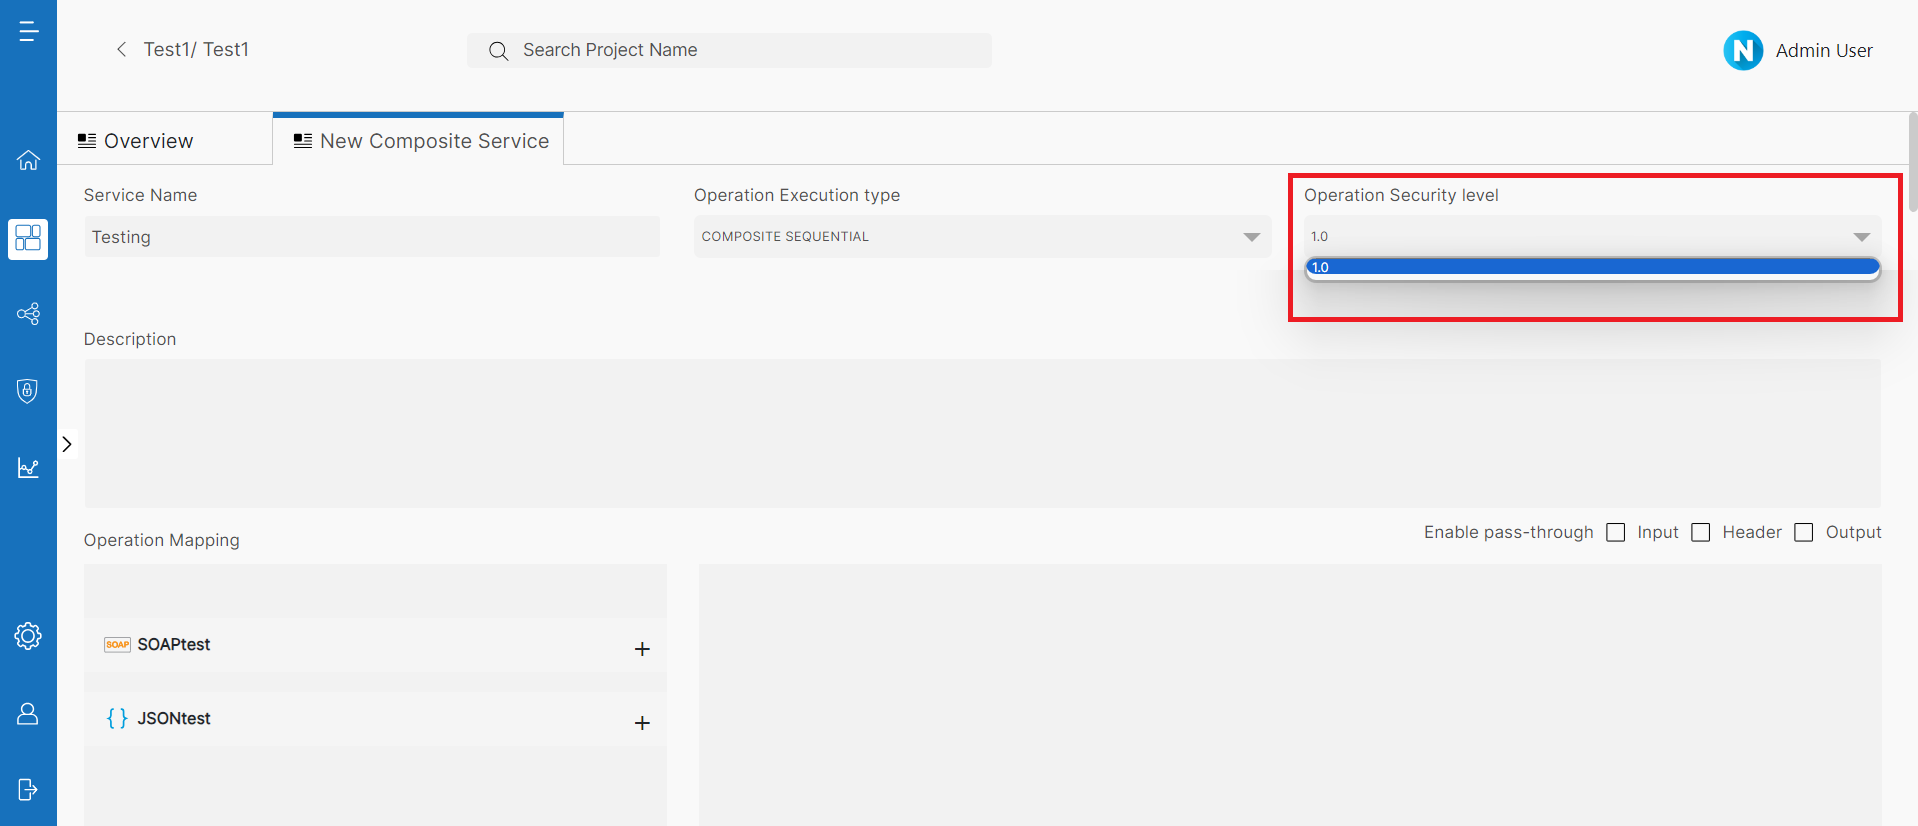 Test1/ Test1
Search Project Name
N
Admin User
Overview
New Composite Service
Service Name
Operation Execution type
Operation Security level
Testing
COMPOSITE SEQUENTIAL
1.0
1.0
Description
Operation Mapping
Enable pass-through Input Header Output
SOAP SOAPtest
{ } JSONtest